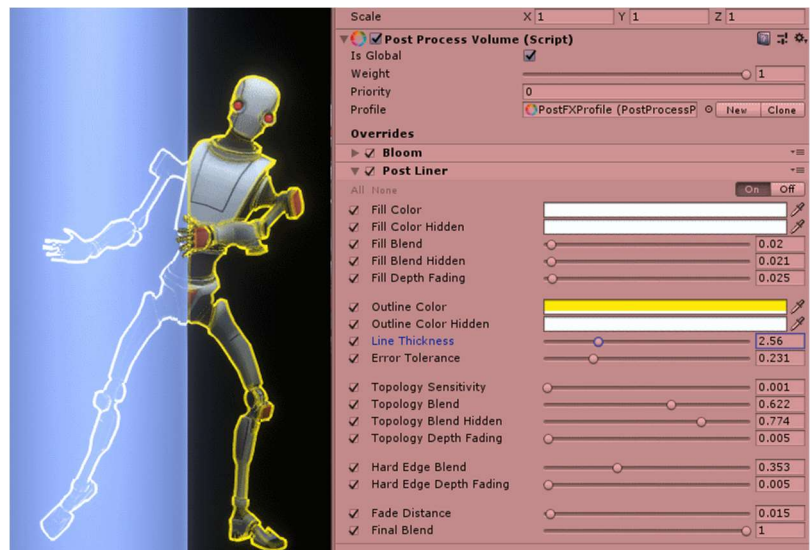 Scale X 1 Y 1 Z 1
Post Process Volume (Script)
Is Global
Weight 1
Priority 0
Profile PostFXProfile (PostProcessP New Clone
Overrides
Bloom
Post Liner
All None On Off
Fill Color
Fill Color Hidden
Fill Blend 0.02
Fill Blend Hidden 0.021
Fill Depth Fading 0.025
Outline Color
Outline Color Hidden
Line Thickness 2.56
Error Tolerance 0.231
Topology Sensitivity 0.001
Topology Blend 0.622
Topology Blend Hidden 0.774
Topology Depth Fading 0.005
Hard Edge Blend 0.353
Hard Edge Depth Fading 0.005
Fade Distance 0.015
Final Blend 1